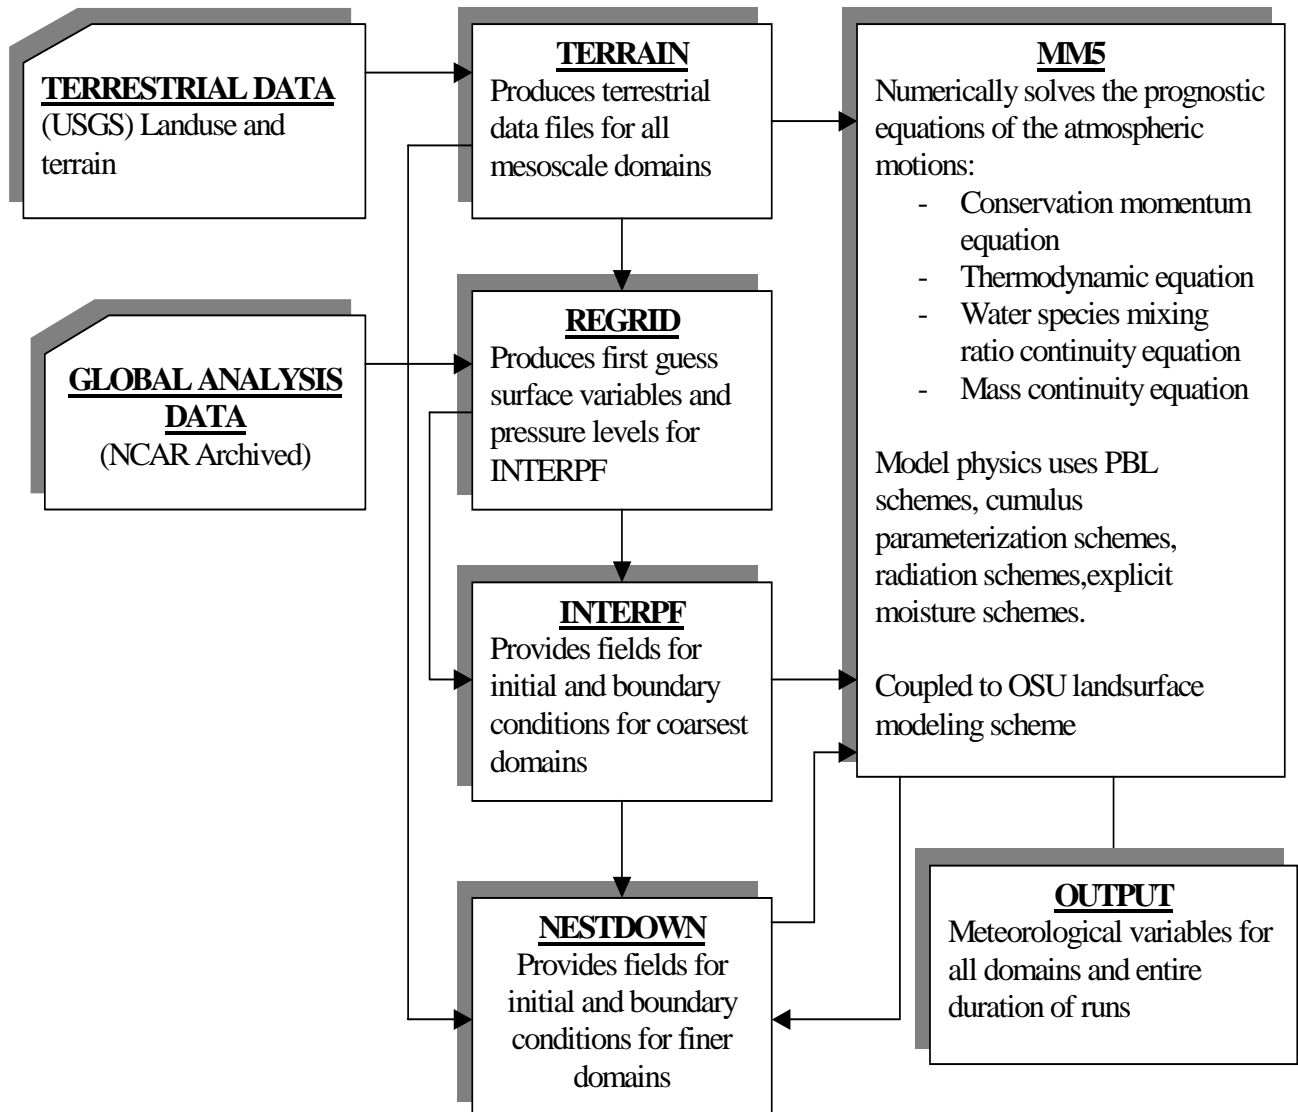 TERRESTRIAL DATA
(USGS) Landuse and
terrain
TERRAIN
Produces terrestrial
data files for all
mesoscale domains
MM5
Numerically solves the prognostic
equations of the atmospheric
motions:
- Conservation momentum
equation
- Thermodynamic equation
- Water species mixing
ratio continuity equation
- Mass continuity equation
Model physics uses PBL
schemes, cumulus
parameterization schemes,
radiation schemes,explicit
moisture schemes.
Coupled to OSU landsurface
modeling scheme
GLOBAL ANALYSIS
DATA
(NCAR Archived)
REGRID
Produces first guess
surface variables and
pressure levels for
INTERPF
INTERPF
Provides fields for
initial and boundary
conditions for coarsest
domains
NESTDOWN
Provides fields for
initial and boundary
conditions for finer
domains
OUTPUT
Meteorological variables for
all domains and entire
duration of runs